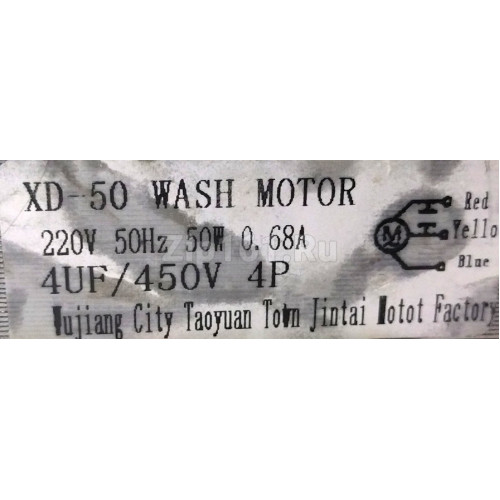 XD-50 WASH MOTOR
220V 50Hz 50W 0.68A
4UF/450V 4P
Wujiang City Taoyuan Town Jintai Motot Factory
M
Red
Yello
Blue